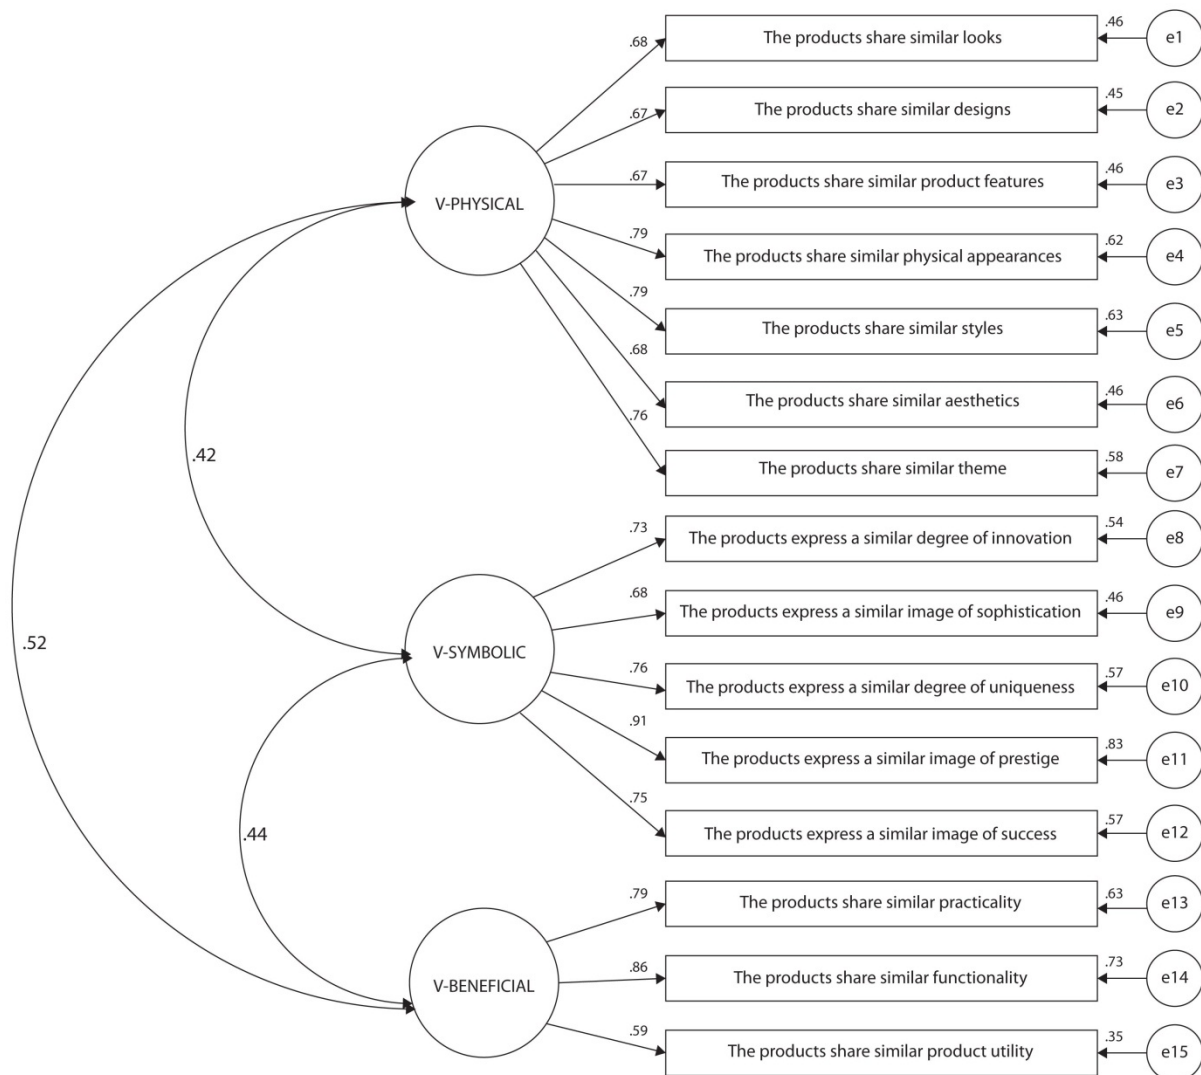 .68 The products share similar looks .46 e1
.67 The products share similar designs .45 e2
V-PHYSICAL
.67 The products share similar product features .46 e3
.79 The products share similar physical appearances .62 e4
.79 The products share similar styles .63 e5
.68 The products share similar aesthetics .46 e6
.76 The products share similar theme .58 e7
.42
.73 The products express a similar degree of innovation .54 e8
.68 The products express a similar image of sophistication .46 e9
.52
V-SYMBOLIC
.76 The products express a similar degree of uniqueness .57 e10
.91 The products express a similar image of prestige .83 e11
.75 The products express a similar image of success .57 e12
.44
.79 The products share similar practicality .63 e13
V-BENEFICIAL
.86 The products share similar functionality .73 e14
.59 The products share similar product utility .35 e15